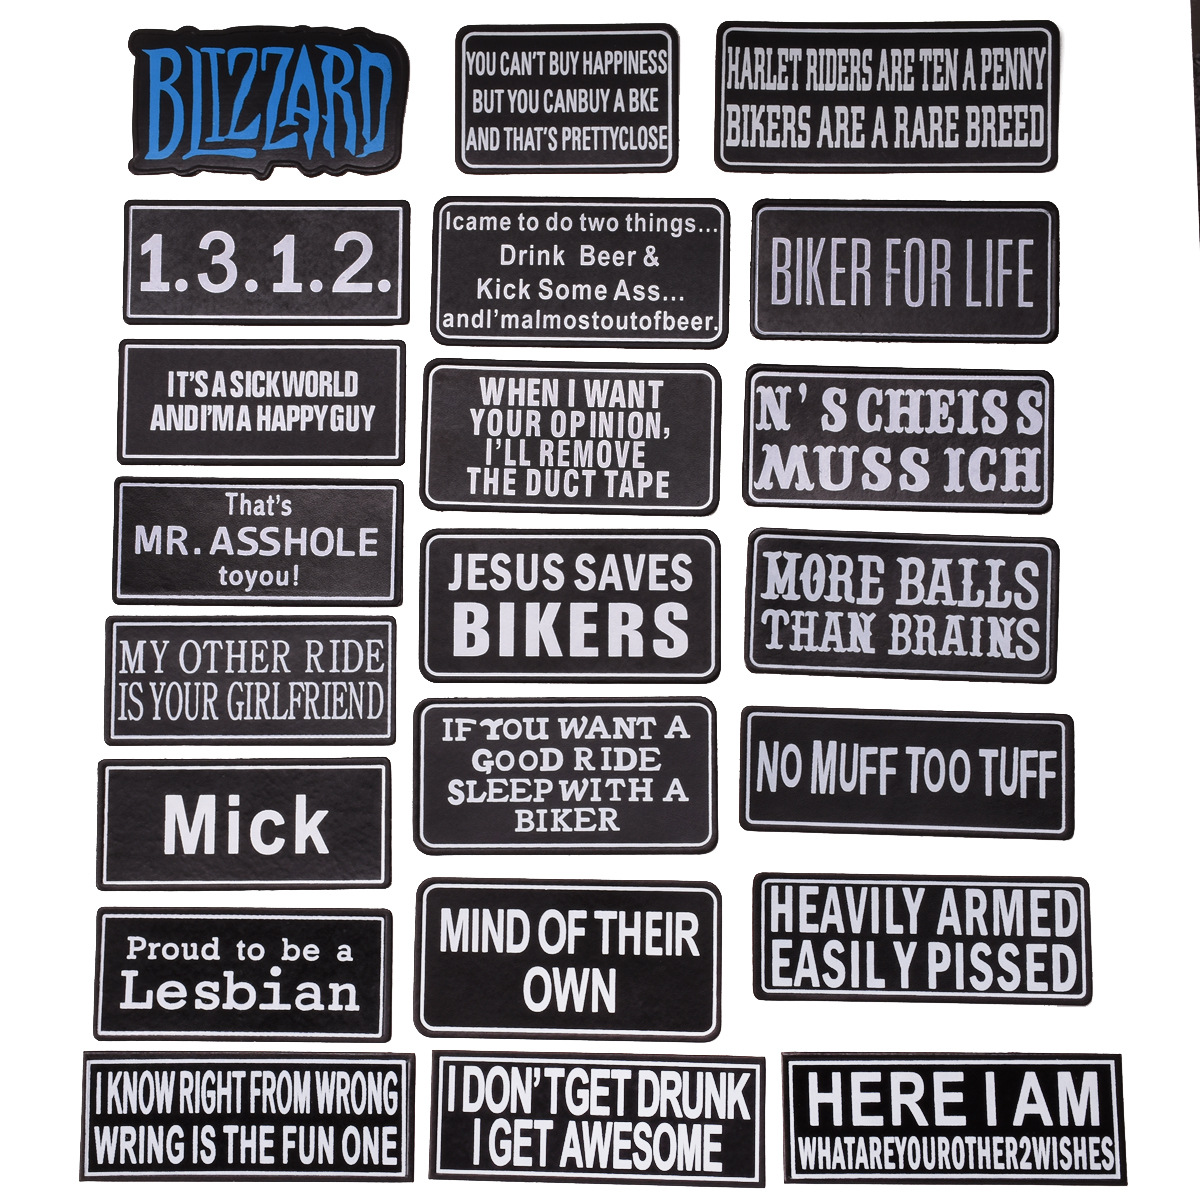 BLIZZARD
YOU CAN'T BUY HAPPINESS
BUT YOU CANBUY A BKE
AND THAT'S PRETTYCLOSE
HARLET RIDERS ARE TEN A PENNY
BIKERS ARE A RARE BREED
1.3.1.2.
Icame to do two things...
Drink Beer &
Kick Some Ass...
andI'malmostoutofbeer.
BIKER FOR LIFE
IT'S A SICKWORLD
ANDI'MA HAPPYGUY
WHEN I WANT
YOUR OPINION,
I'LL REMOVE
THE DUCT TAPE
N'SCHEISS
MUSS ICH
That's
MR. ASSHOLE
toyou!
JESUS SAVES
BIKERS
MORE BALLS
THAN BRAINS
MY OTHER RIDE
IS YOUR GIRLFRIEND
IF YOU WANT A
GOOD RIDE
SLEEP WITH A
BIKER
NO MUFF TOO TUFF
Mick
MIND OF THEIR
OWN
HEAVILY ARMED
EASILY PISSED
Proud to be a
Lesbian
I KNOW RIGHT FROM WRONG
WRING IS THE FUN ONE
I DON'TGET DRUNK
I GET AWESOME
HERE I AM
WHATAREYOUROTHER2WISHES